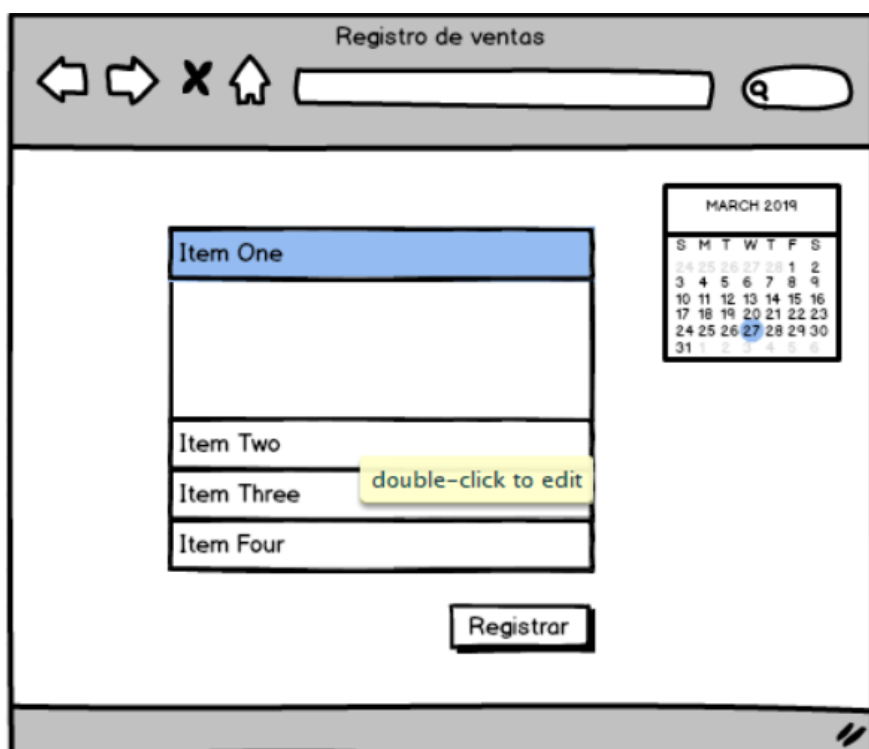 Registro de ventas
MARCH 2019
S M T W T F S
24 25 26 27 28 1 2
3 4 5 6 7 8 9
10 11 12 13 14 15 16
17 18 19 20 21 22 23
24 25 26 27 28 29 30
31 1 2 3 4 5 6
Item One
Item Two
double-click to edit
Item Three
Item Four
Registrar